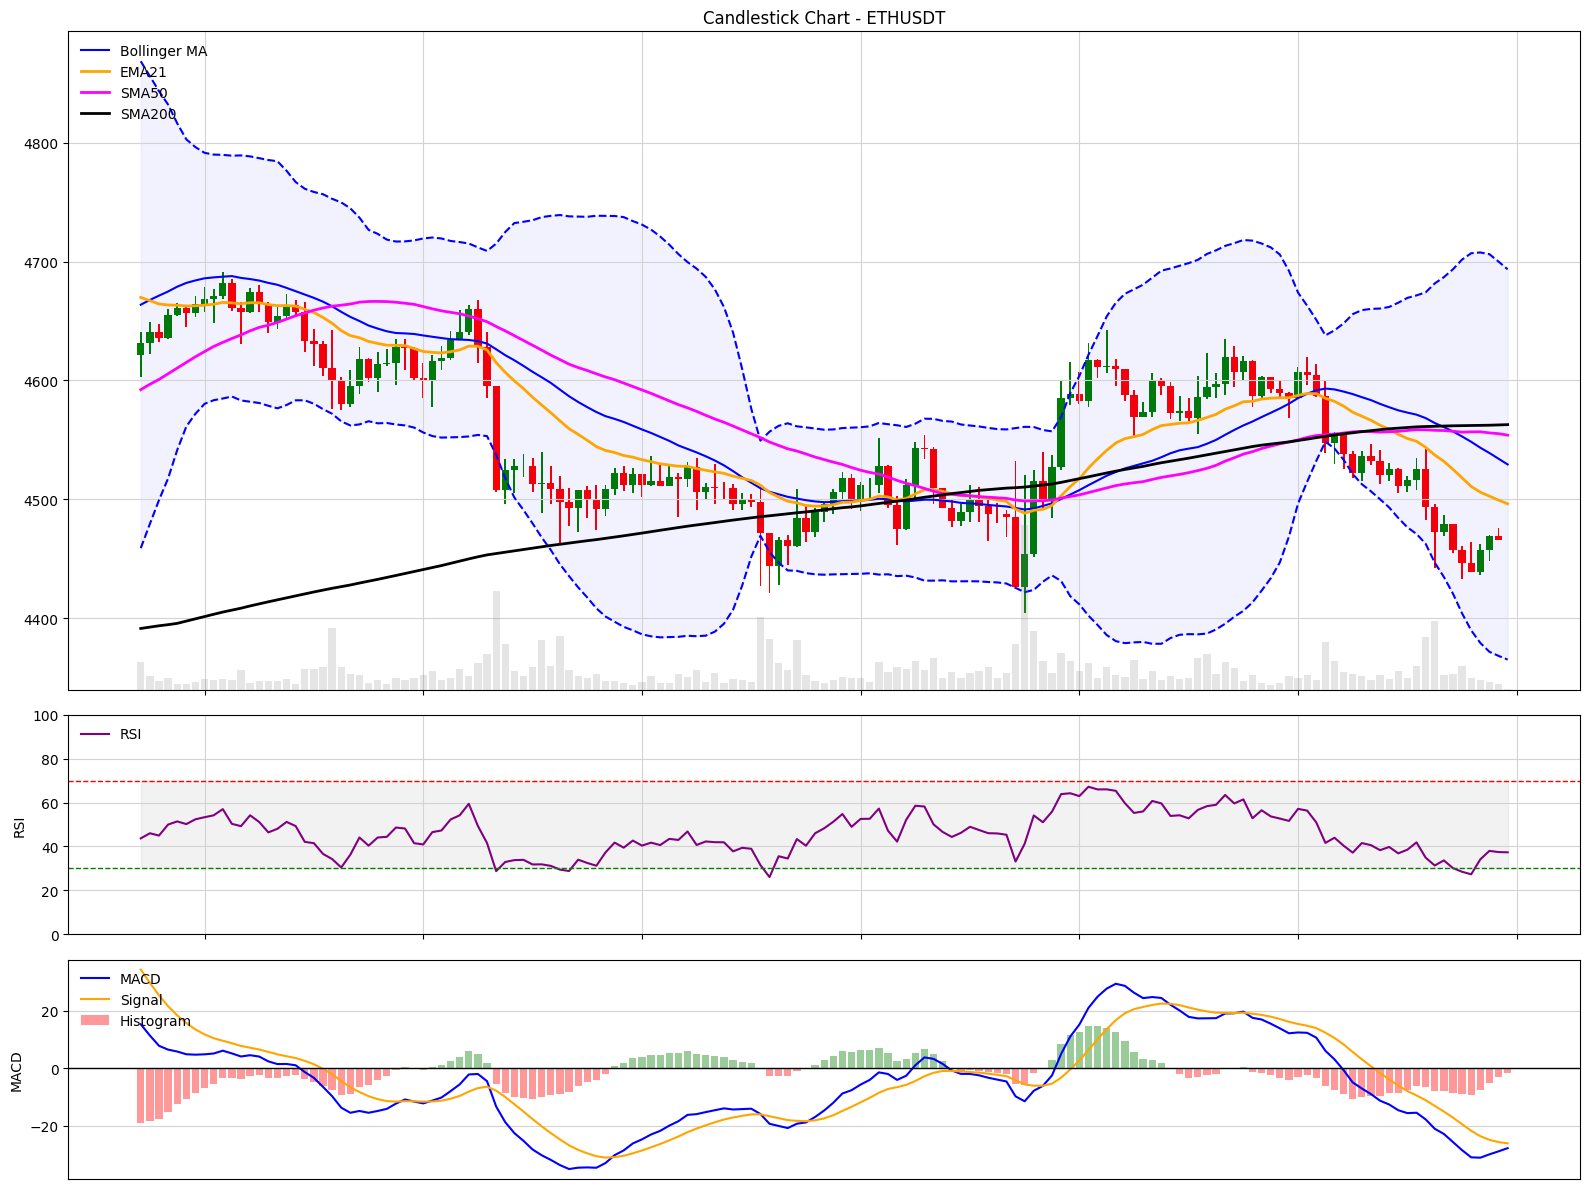 Candlestick Chart - ETHUSDT
Bollinger MA
EMA21
SMA50
SMA200
4800
4700
4600
4500
4400
RSI
100
80
60
40
20
0
RSI
MACD
Signal
Histogram
20
0
−20
MACD